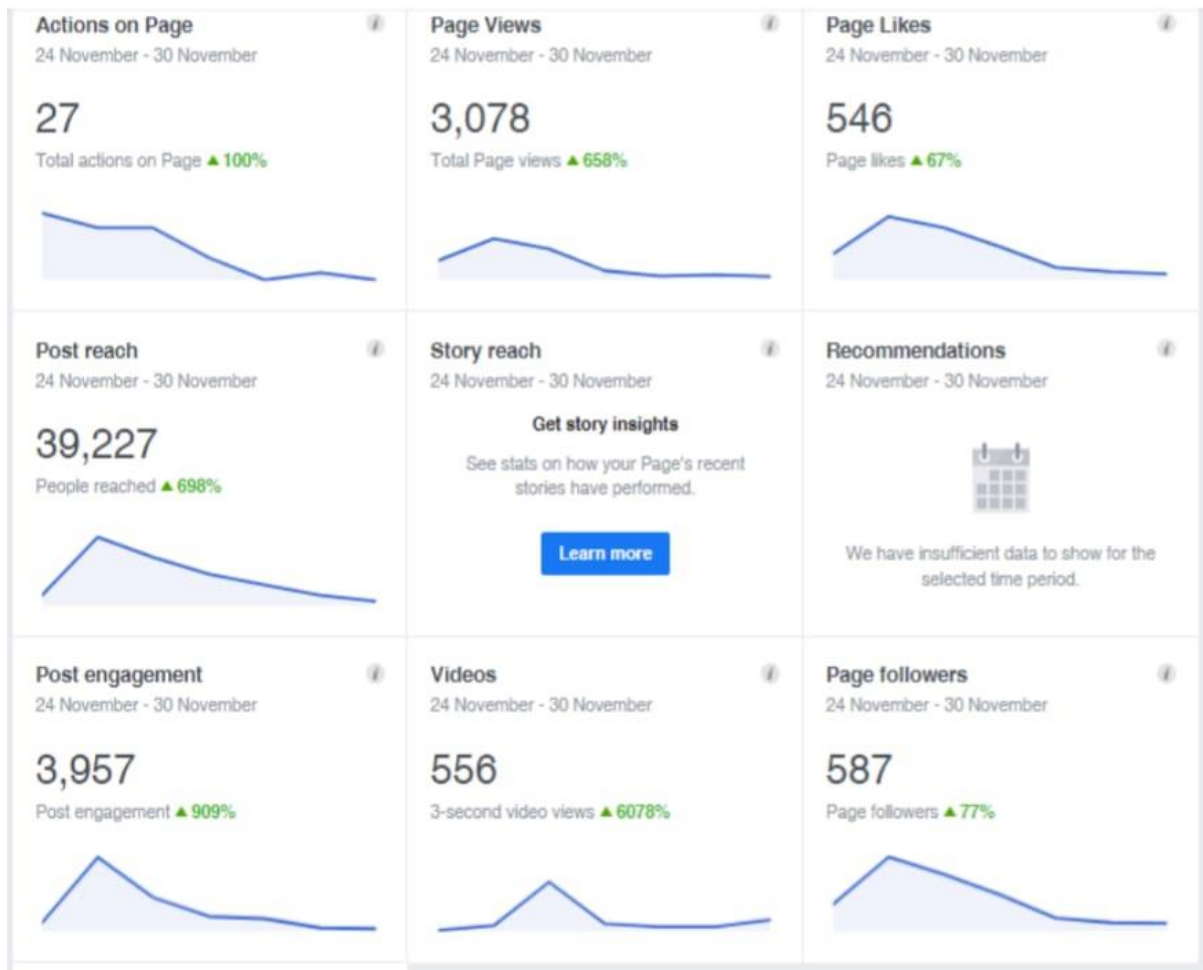 Actions on Page
24 November - 30 November
27
Total actions on Page ▲ 100%
Page Views
24 November - 30 November
3,078
Total Page views ▲ 658%
Page Likes
24 November - 30 November
546
Page likes ▲ 67%
Post reach
24 November - 30 November
39,227
People reached ▲ 698%
Story reach
24 November - 30 November
Get story insights
See stats on how your Page's recent
stories have performed.
Learn more
Recommendations
24 November - 30 November
We have insufficient data to show for the
selected time period.
Post engagement
24 November - 30 November
3,957
Post engagement ▲ 909%
Videos
24 November - 30 November
556
3-second video views ▲ 6078%
Page followers
24 November - 30 November
587
Page followers ▲ 77%